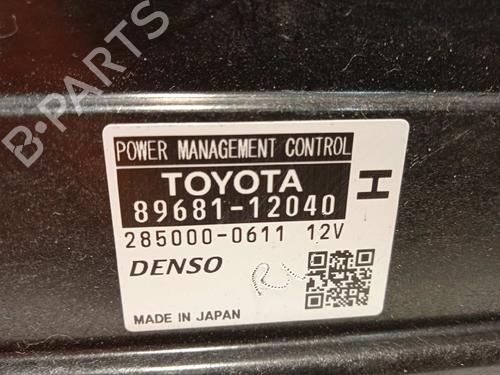 B-PARTS
POWER MANAGEMENT CONTROL
TOYOTA
89681-12040
H
285000-0611 12V
DENSO
MADE IN JAPAN